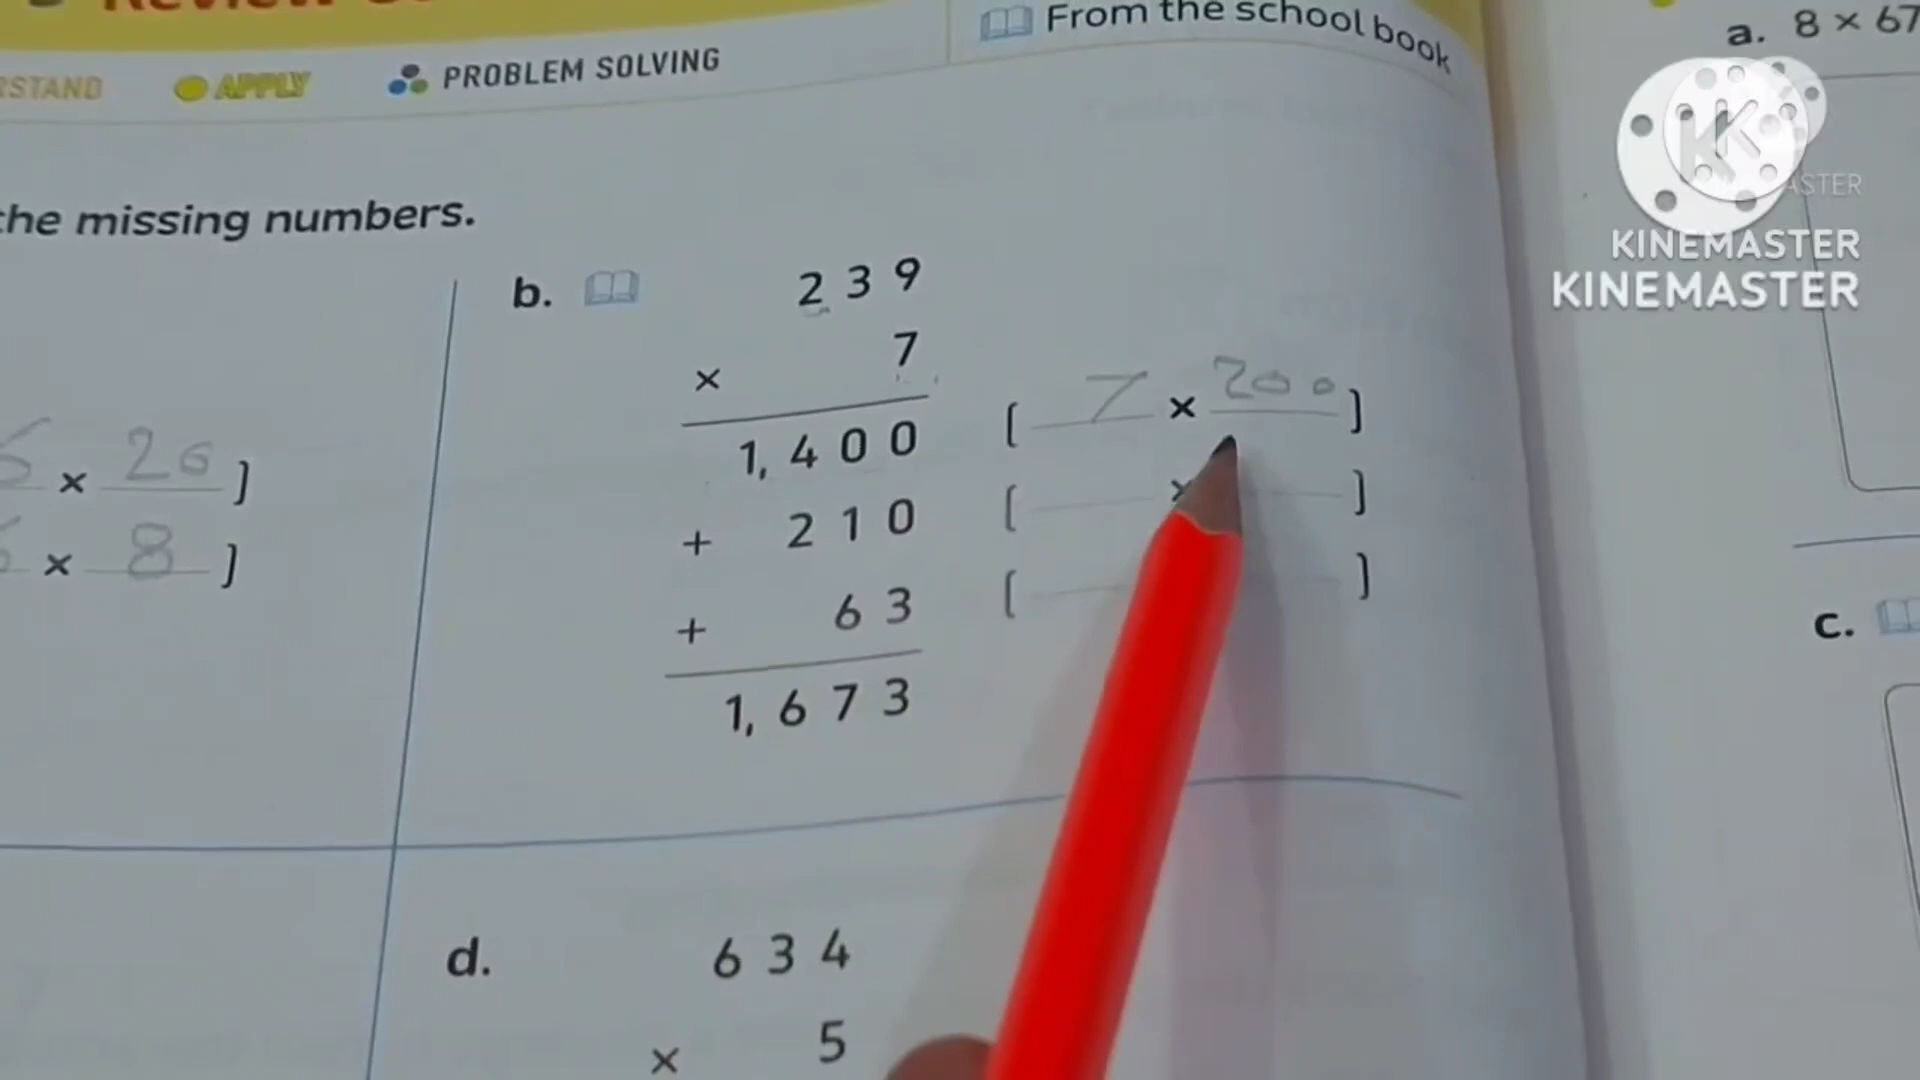 From the school book
APPLY
PROBLEM SOLVING
the missing numbers.
× 20 ]
× 8 ]
b.
2 3 9
× 7
1, 4 0 0 [ 7 × 200 ]
+ 2 1 0 [ ]
+ 6 3 [ ]
1, 6 7 3
d.
6 3 4
× 5
a. 8 × 67
c.
KINEMASTER
KINEMASTER